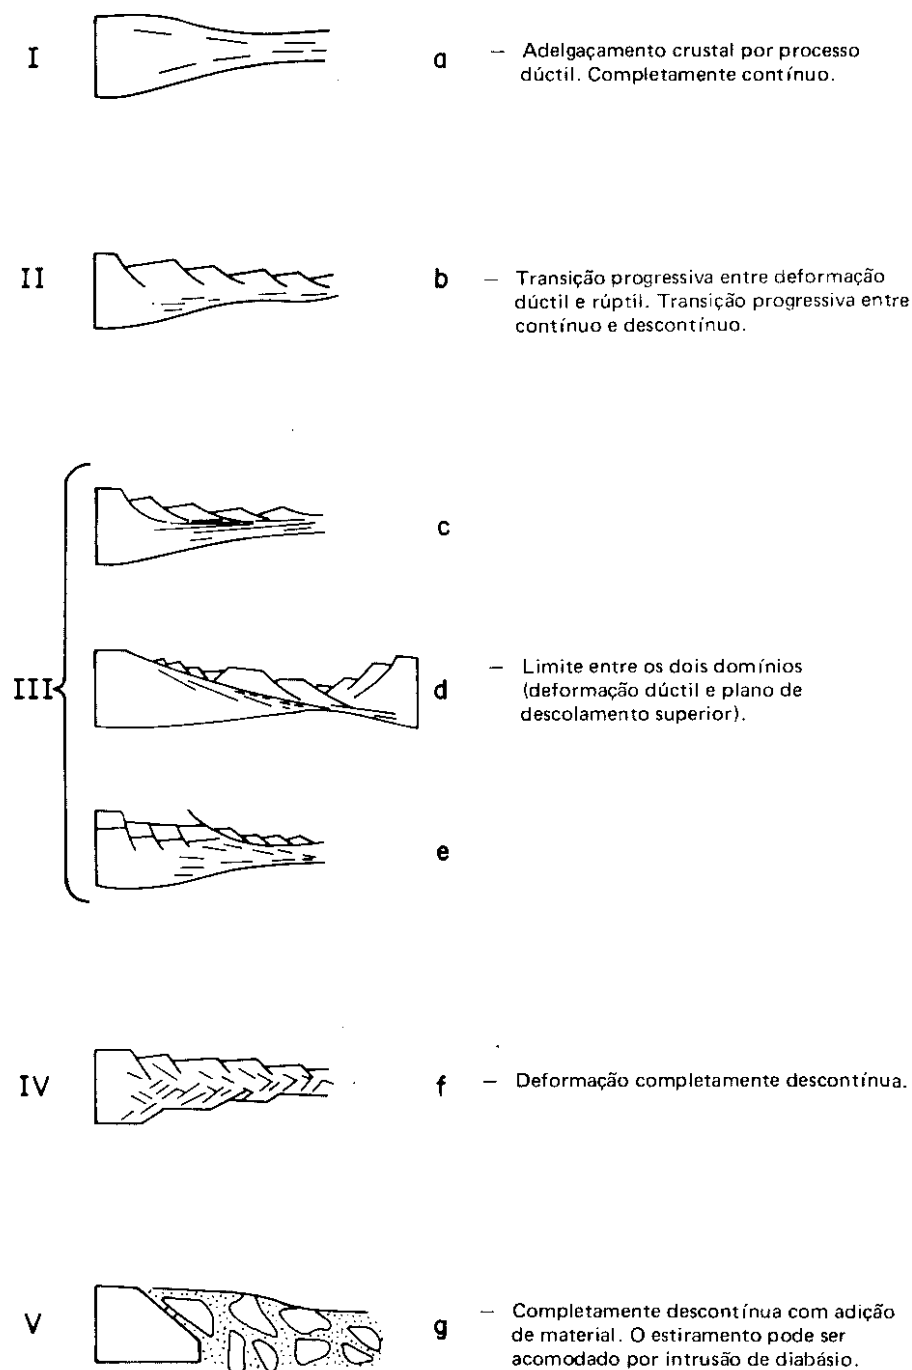 I
a
– Adelgaçamento crustal por processo
dúctil. Completamente contínuo.
II
b
– Transição progressiva entre deformação
dúctil e rúptil. Transição progressiva entre
contínuo e descontínuo.
c
III
d
– Limite entre os dois domínios
(deformação dúctil e plano de
descolamento superior).
e
IV
f
– Deformação completamente descontínua.
V
g
– Completamente descontínua com adição
de material. O estiramento pode ser
acomodado por intrusão de diabásio.